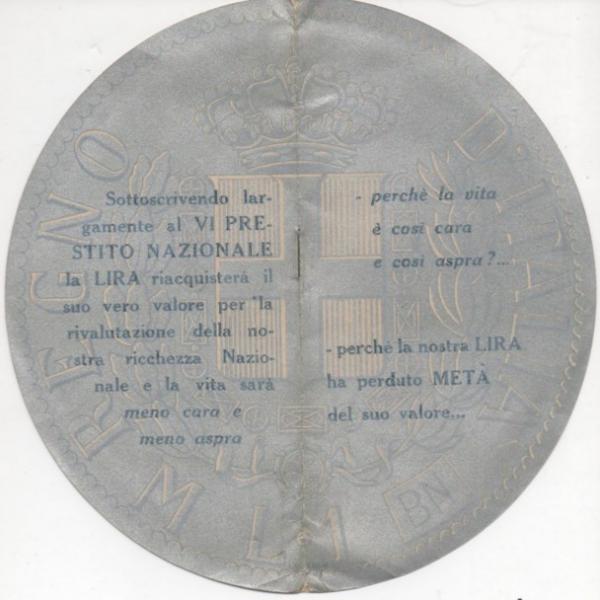 Sottoscrivendo lar-
gamente al VI PRE-
STITO NAZIONALE
la LIRA riacquisterà il
suo vero valore per la
rivalutazione della no-
stra ricchezza Nazio-
nale e la vita sarà
meno cara e
meno aspra
- perchè la vita
è così cara
e così aspra?...
- perchè la nostra LIRA
ha perduto METÀ
del suo valore...
REGNO D'ITALIA
BN
R M L 1